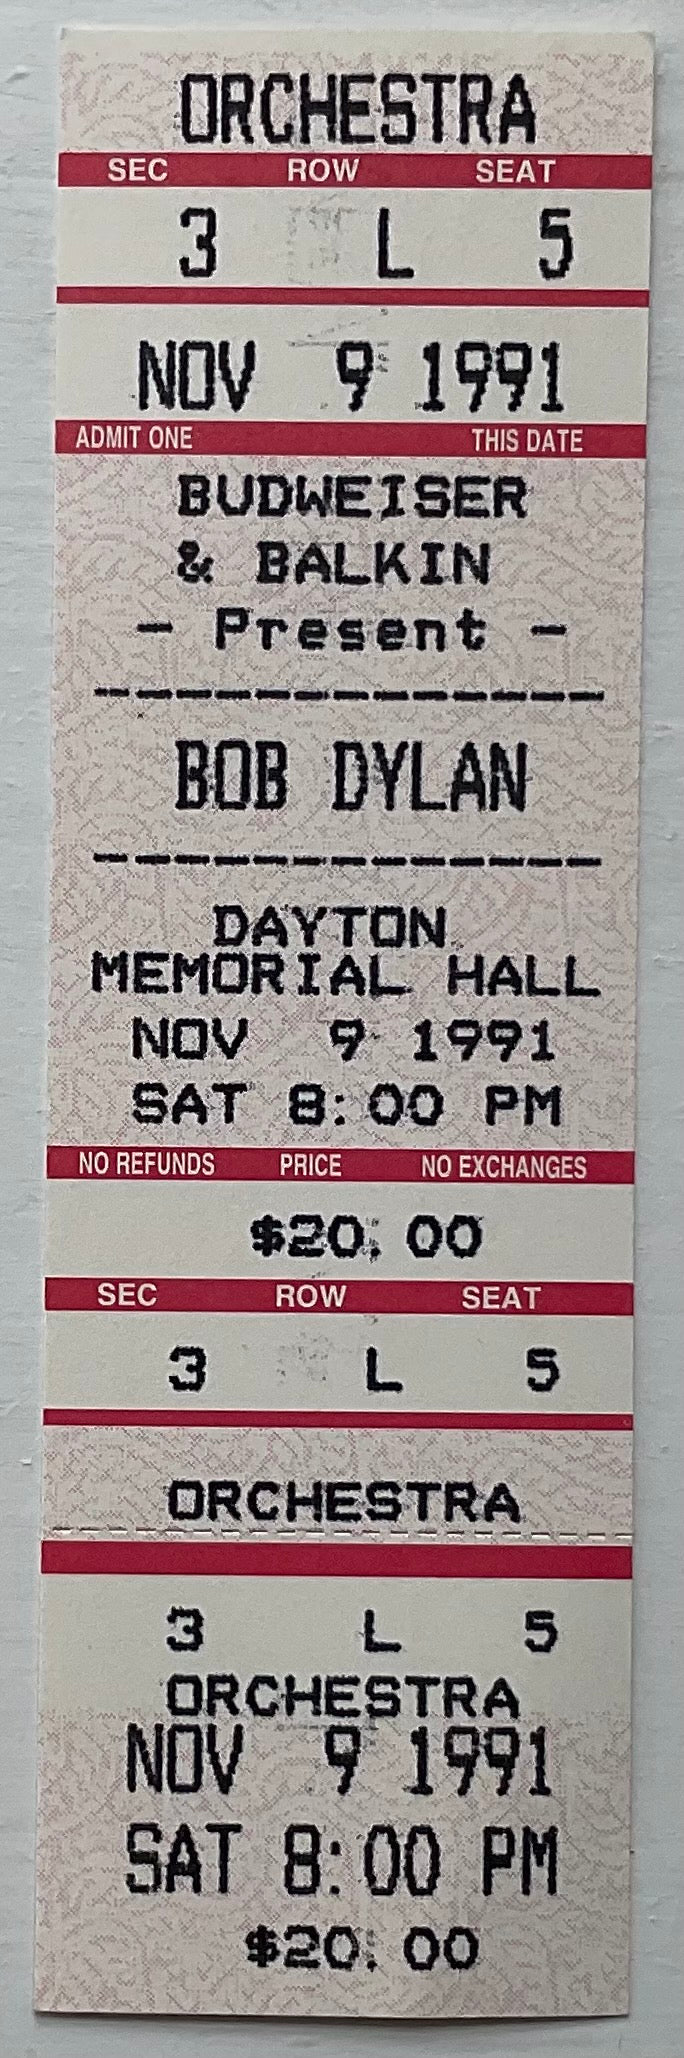 ORCHESTRA
SEC ROW SEAT
3 L 5
NOV 9 1991
ADMIT ONE THIS DATE
BUDWEISER
& BALKIN
- Present -
-------------
BOB DYLAN
-------------
DAYTON
MEMORIAL HALL
NOV 9 1991
SAT 8:00 PM
NO REFUNDS PRICE NO EXCHANGES
$20.00
SEC ROW SEAT
3 L 5
ORCHESTRA
3 L 5
ORCHESTRA
NOV 9 1991
SAT 8:00 PM
$20.00